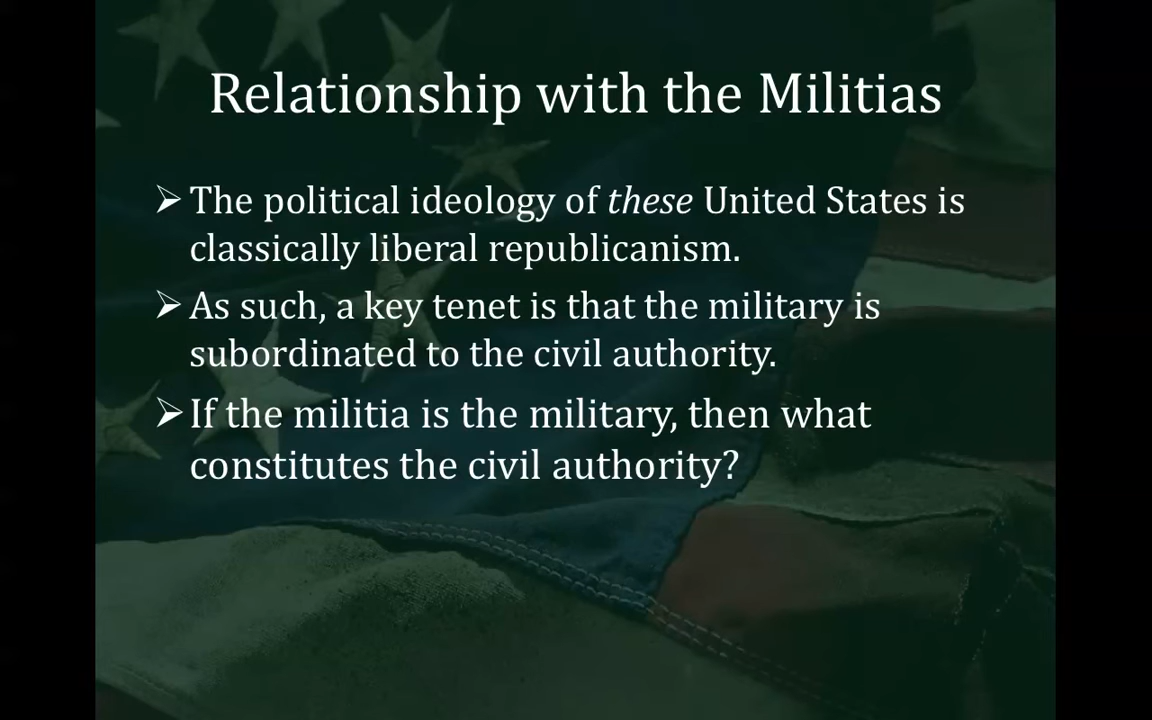 Relationship with the Militias
➢ The political ideology of these United States is
classically liberal republicanism.
➢ As such, a key tenet is that the military is
subordinated to the civil authority.
➢ If the militia is the military, then what
constitutes the civil authority?